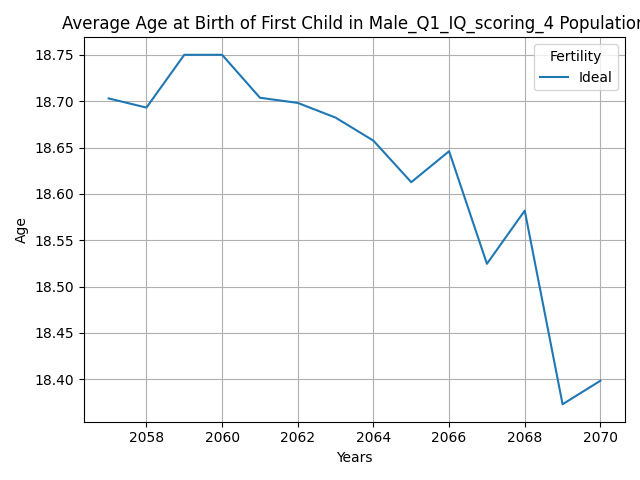 Average Age at Birth of First Child in Male_Q1_IQ_scoring_4 Population
Fertility
Ideal
Age
18.75
18.70
18.65
18.60
18.55
18.50
18.45
18.40
2058 2060 2062 2064 2066 2068 2070
Years